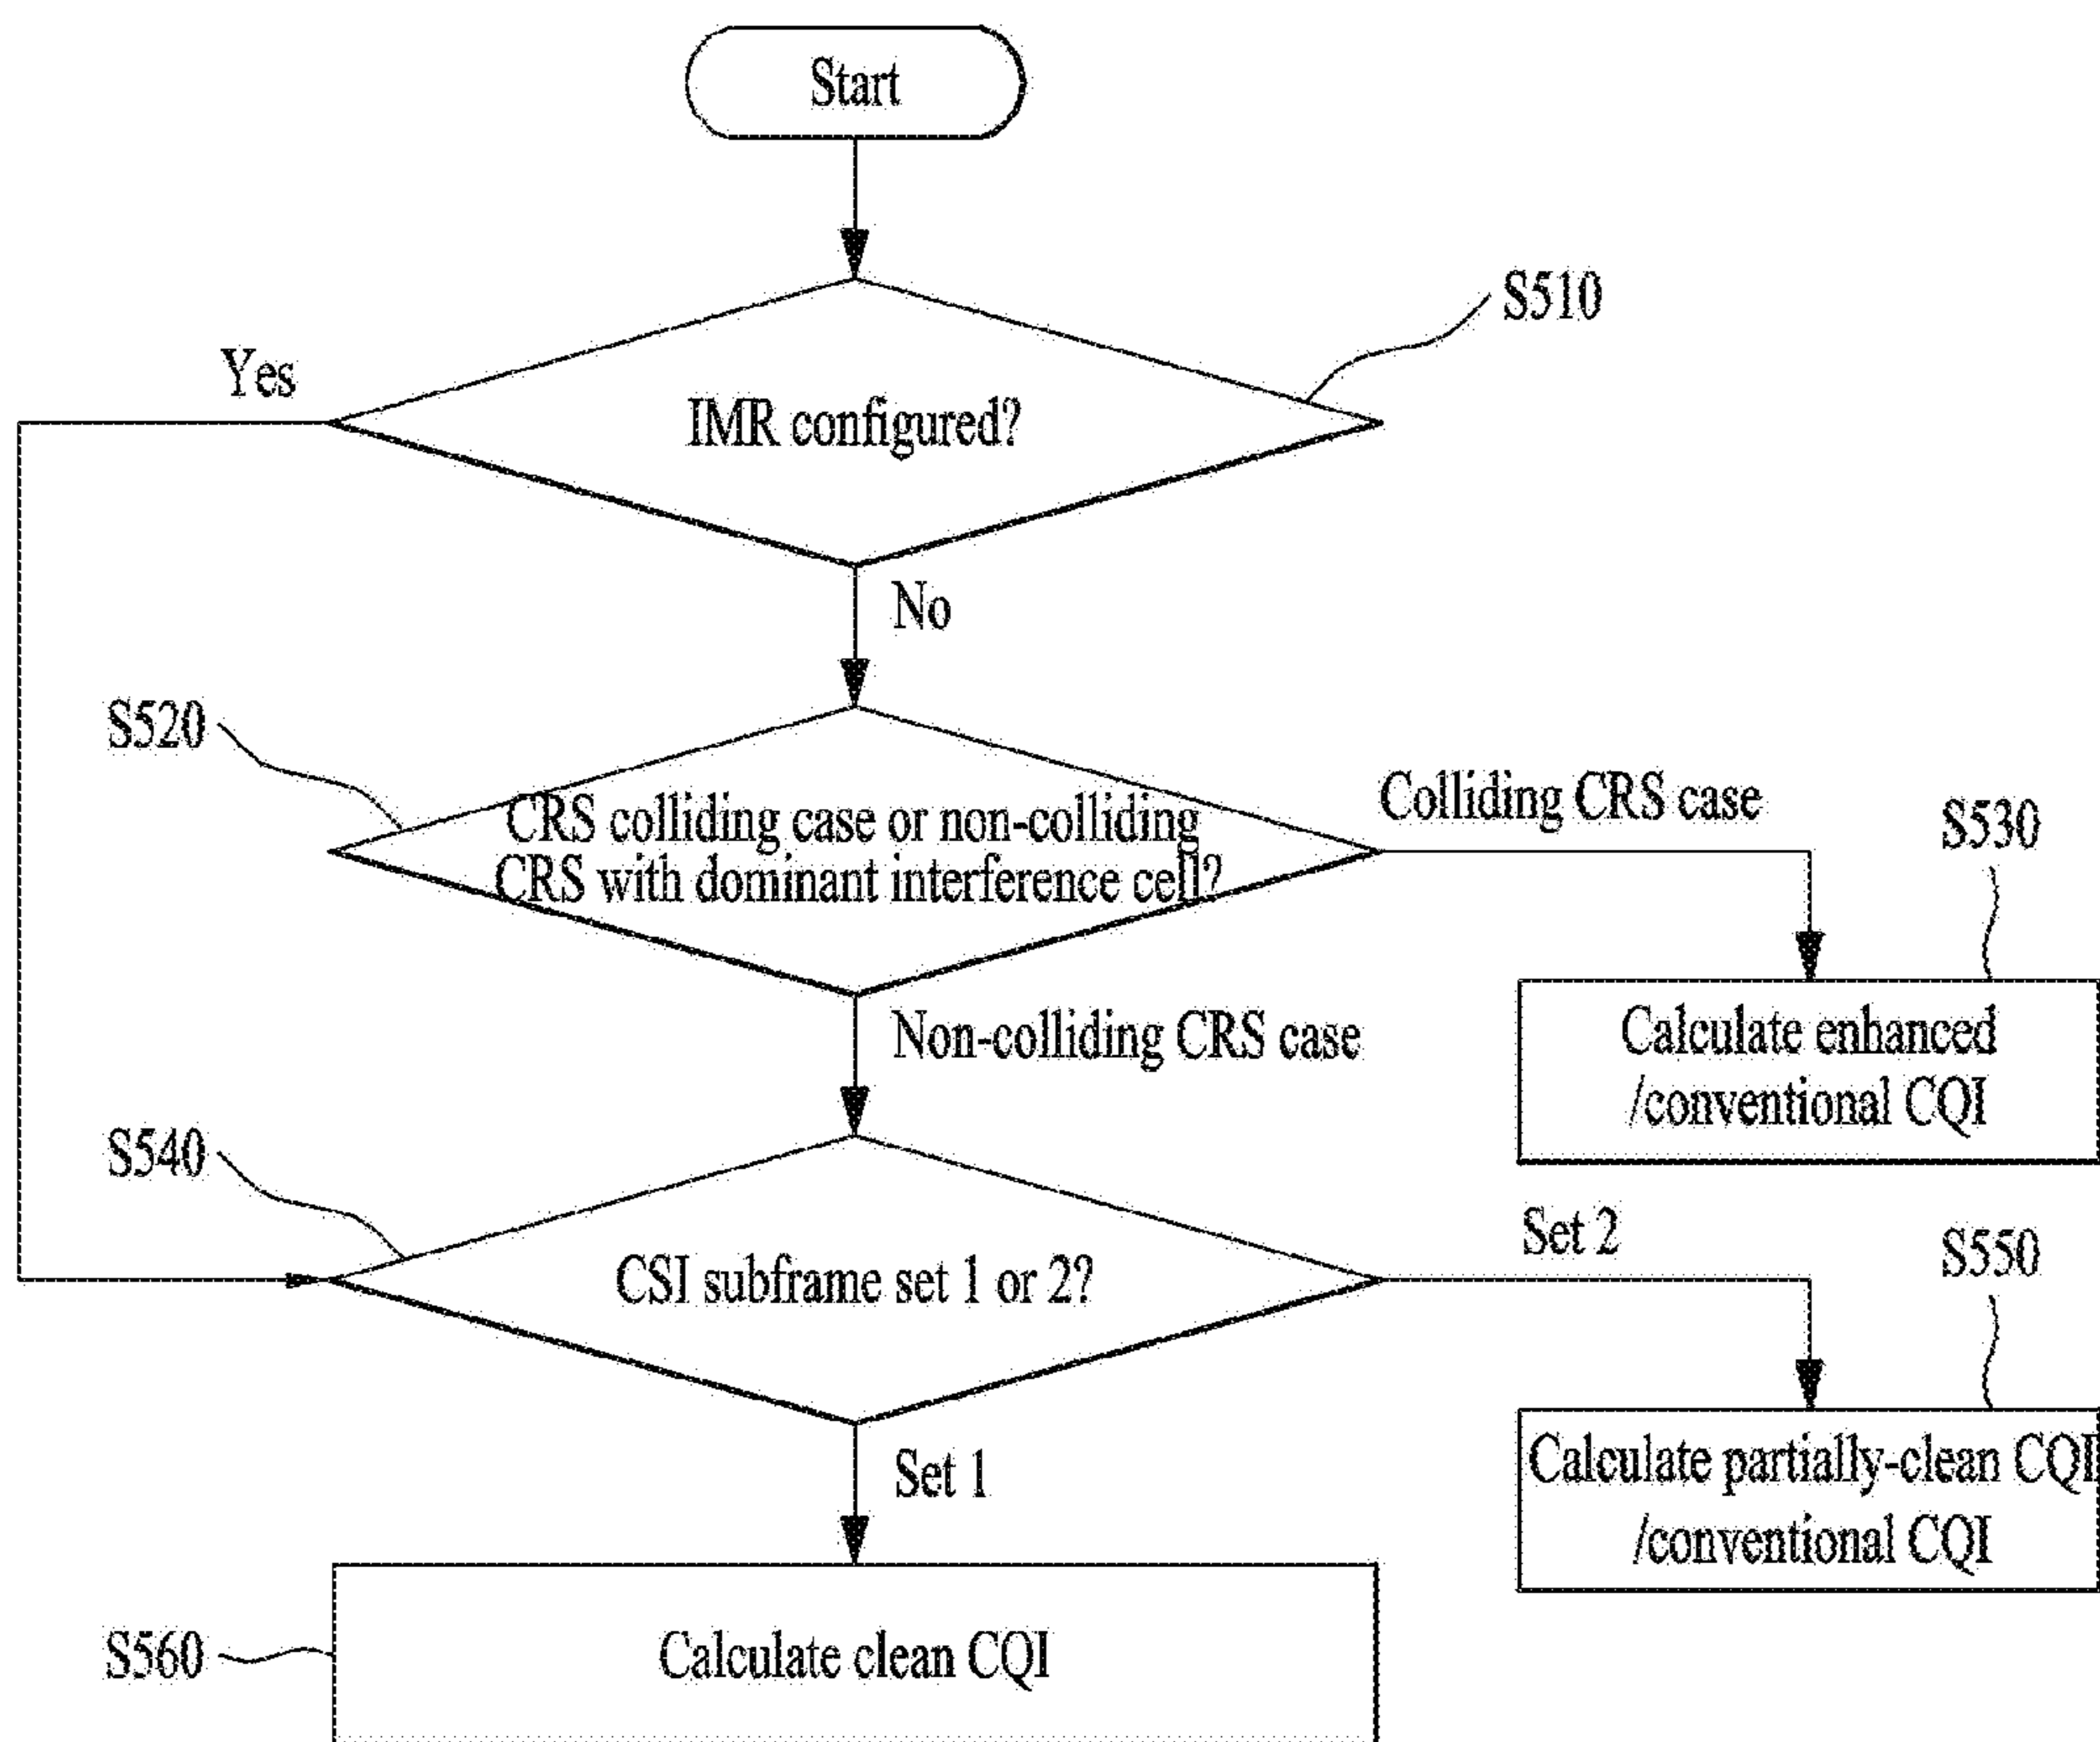 Start
S510
Yes
IMR configured?
No
S520
CRS colliding case or non-colliding
CRS with dominant interference cell?
Colliding CRS case
S530
Calculate enhanced
/conventional CQI
Non-colliding CRS case
S540
CSI subframe set 1 or 2?
Set 2
S550
Calculate partially-clean CQI
/conventional CQI
Set 1
S560
Calculate clean CQI